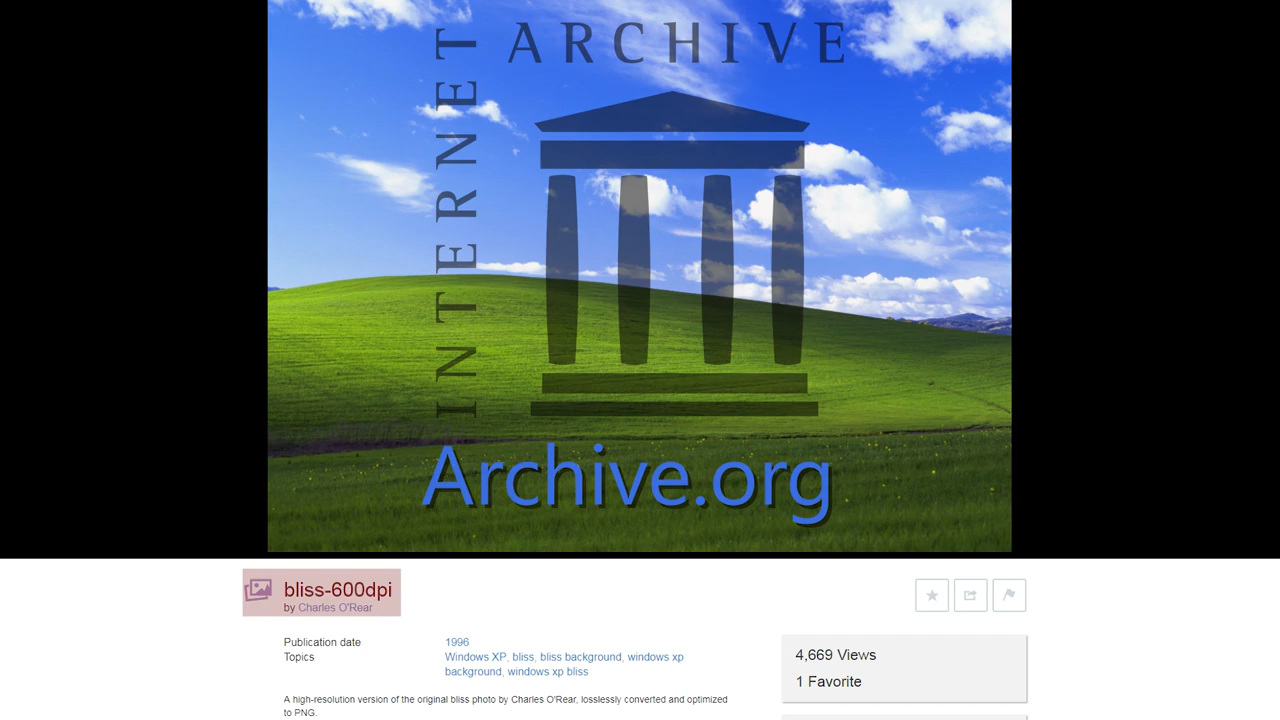 ARCHIVE
INTERNET
Archive.org
bliss-600dpi
by Charles O'Rear
Publication date 1996
Topics Windows XP, bliss, bliss background, windows xp
background, windows xp bliss
A high-resolution version of the original bliss photo by Charles O'Rear, losslessly converted and optimized
to PNG.
4,669 Views
1 Favorite